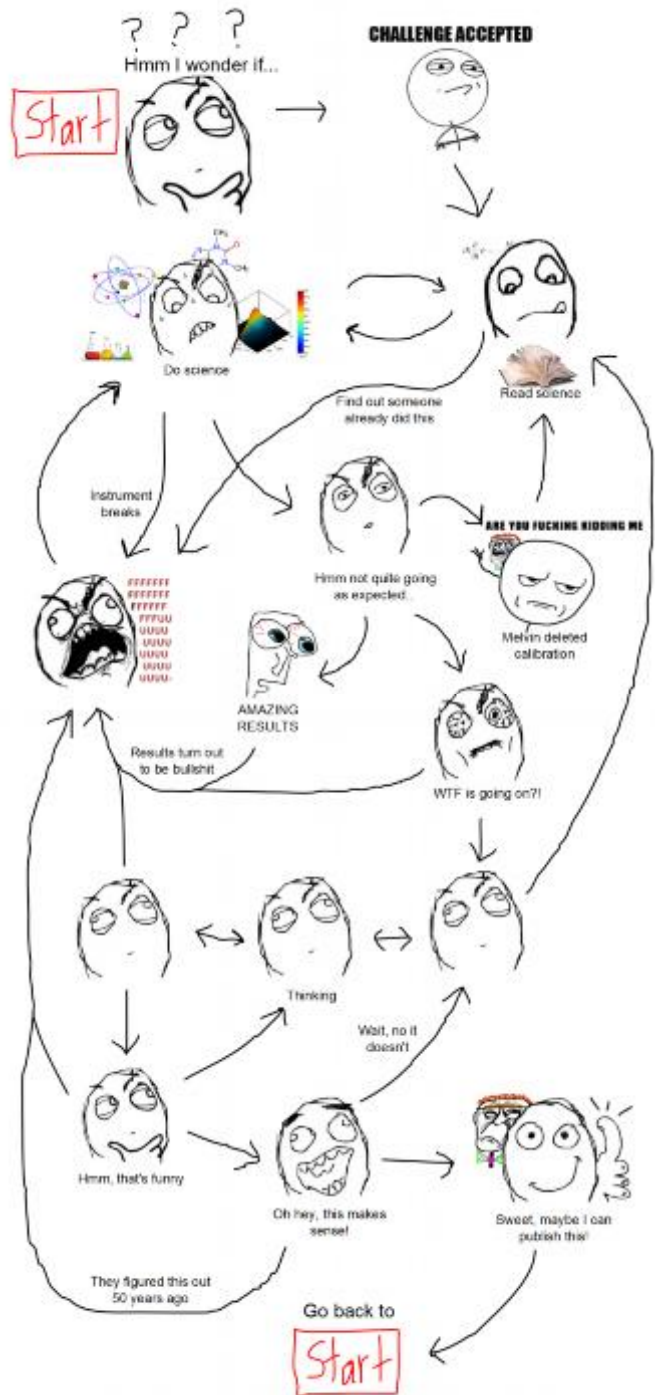 ? ? ?
Hmm I wonder if...
Start
CHALLENGE ACCEPTED
CH₃
CH₃
Do science
Read science
Find out someone
already did this
Instrument
breaks
ARE YOU FUCKING KIDDING ME
Hmm not quite going
as expected...
Melvin deleted
calibration
FFFFFFF
FFFFFFF
FFFFFF
FFFUU
UUUU
UUUU
UUUU
UUUU
UUUU-
AMAZING
RESULTS
Results turn out
to be bullshit
WTF is going on?!
Thinking
Wait, no it
doesn't
Hmm, that's funny
Oh hey, this makes
sense!
Sweet, maybe I can
publish this!
They figured this out
50 years ago
Go back to
Start